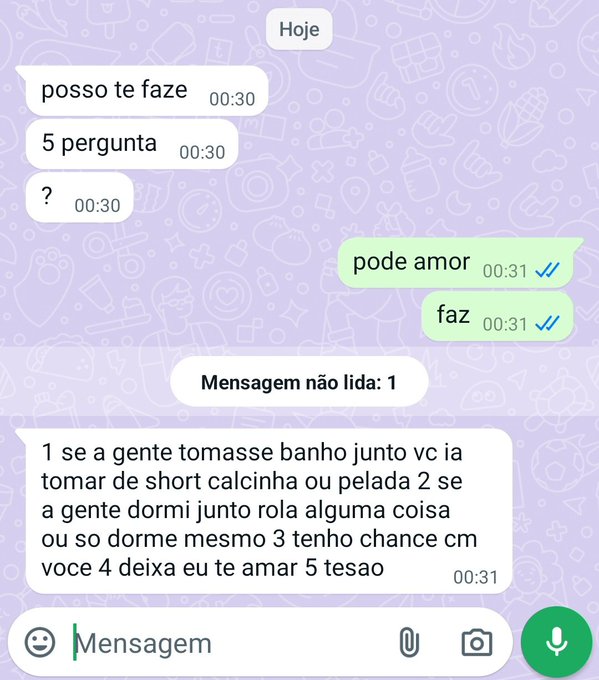 Hoje
posso te faze 00:30
5 pergunta 00:30
? 00:30
pode amor 00:31
faz 00:31
Mensagem não lida: 1
1 se a gente tomasse banho junto vc ia
tomar de short calcinha ou pelada 2 se
a gente dormi junto rola alguma coisa
ou so dorme mesmo 3 tenho chance cm
voce 4 deixa eu te amar 5 tesao 00:31
Mensagem